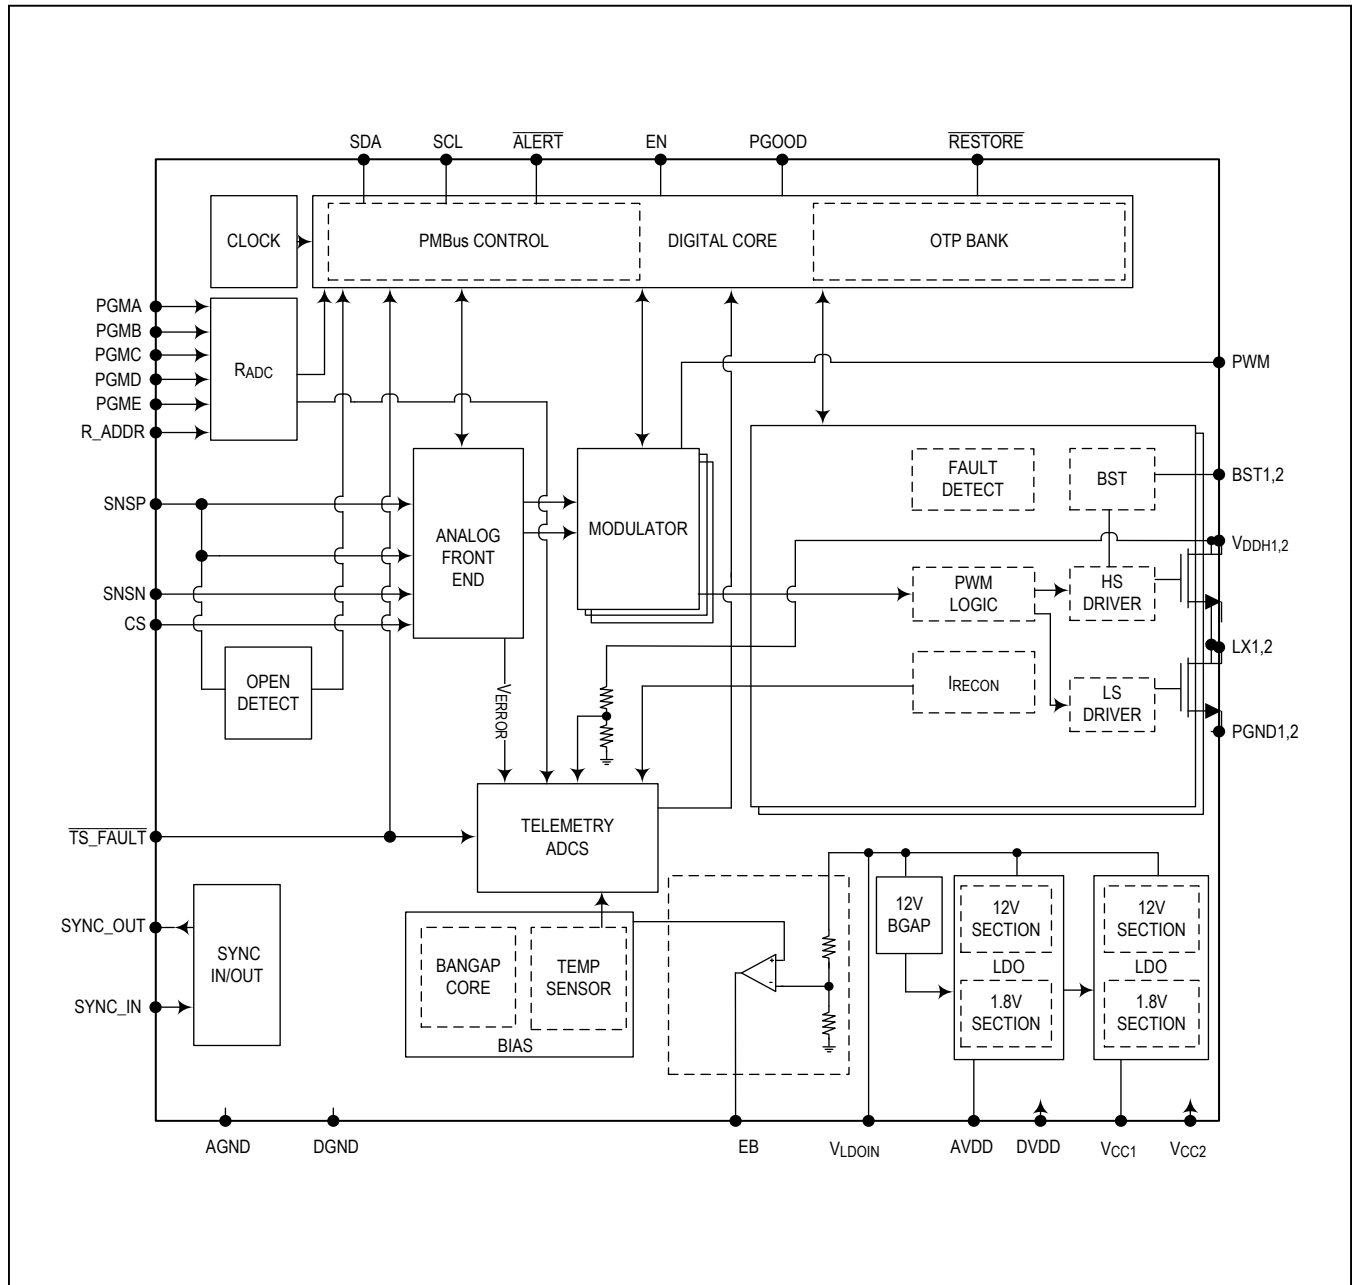 SDA
SCL
ALERT
EN
PGOOD
RESTORE
CLOCK
PMBus CONTROL
DIGITAL CORE
OTP BANK
PGMA
PGMB
PGMC
PGMD
PGME
R_ADDR
RADC
PWM
SNSP
SNSN
CS
ANALOG
FRONT
END
MODULATOR
FAULT
DETECT
BST
BST1,2
VDDH1,2
PWM
LOGIC
HS
DRIVER
LX1,2
OPEN
DETECT
VERROR
IRECON
LS
DRIVER
PGND1,2
TS_FAULT
TELEMETRY
ADCS
SYNC_OUT
SYNC_IN
SYNC
IN/OUT
BANGAP
CORE
TEMP
SENSOR
BIAS
+
-
12V
BGAP
12V
SECTION
LDO
1.8V
SECTION
12V
SECTION
LDO
1.8V
SECTION
AGND
DGND
EB
VLDOIN
AVDD
DVDD
VCC1
VCC2